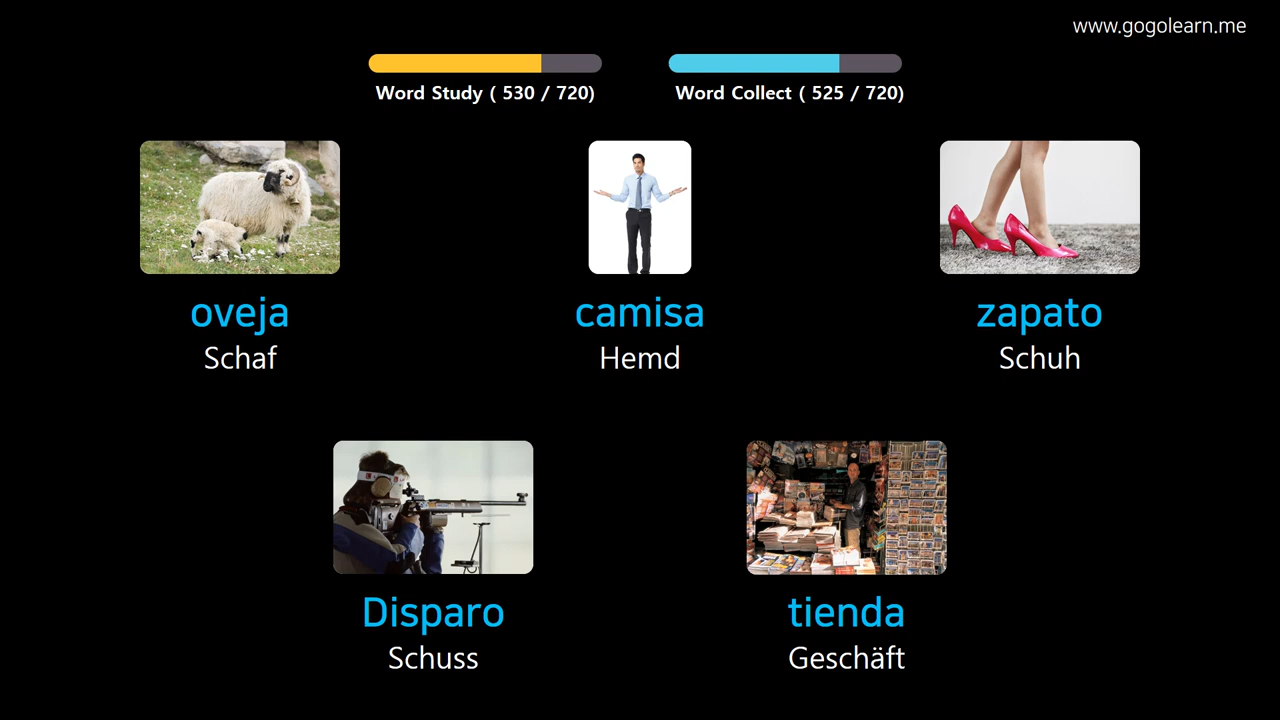 www.gogolearn.me
Word Study ( 530 / 720)
Word Collect ( 525 / 720)
oveja
Schaf
camisa
Hemd
zapato
Schuh
Disparo
Schuss
tienda
Geschäft